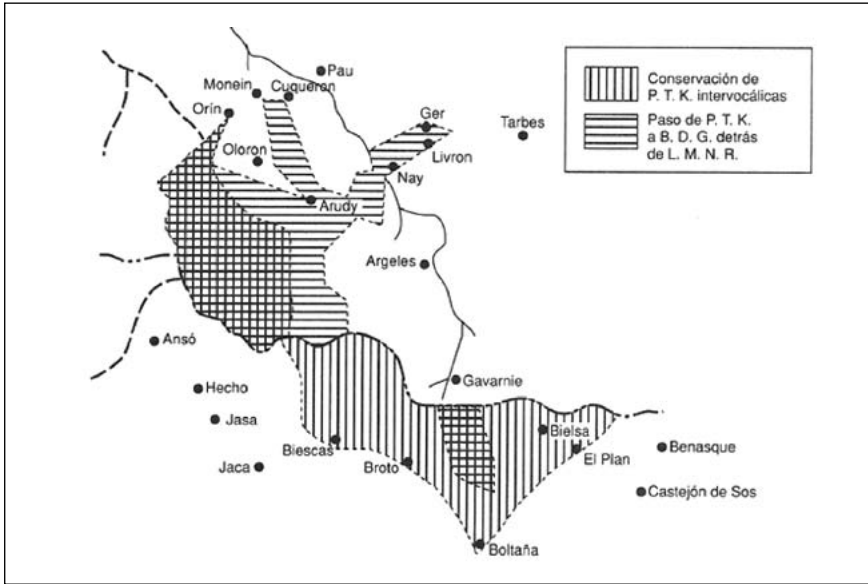 Pau
Monein
Cuqueron
Orín
Ger
Tarbes
Oloron
Livron
Nay
Arudy
Argeles
Ansó
Gavarnie
Hecho
Jasa
Bielsa
Benasque
Biescas
Jaca
Broto
El Plan
Castejón de Sos
Boltaña
Conservación de
P. T. K. intervocálicas
Paso de P. T. K.
a B. D. G. detrás
de L. M. N. R.